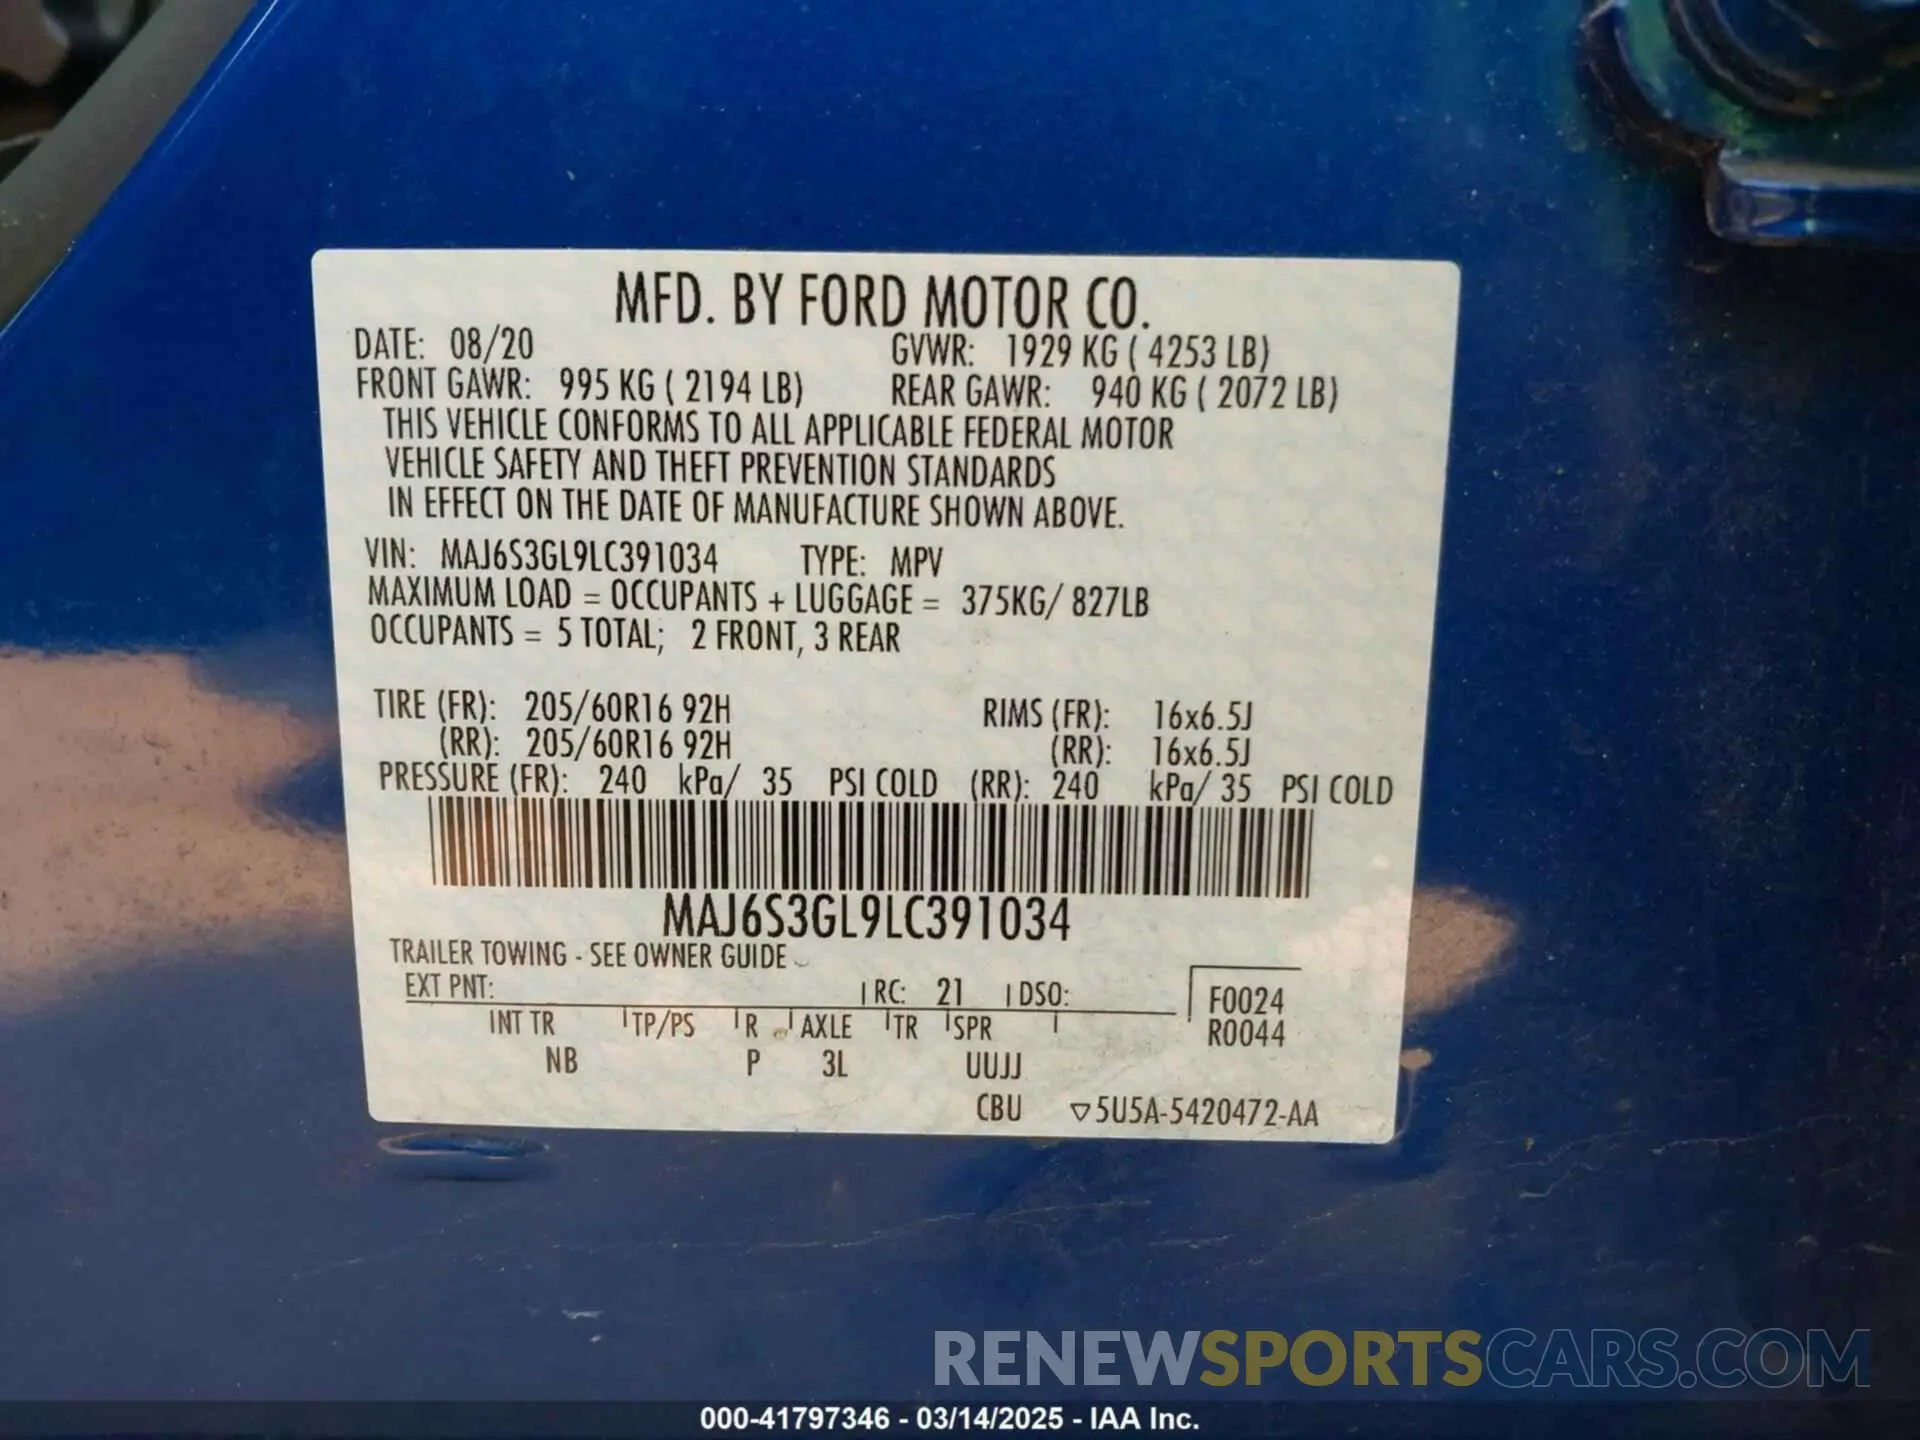 MFD. BY FORD MOTOR CO.
DATE: 08/20 GVWR: 1929 KG ( 4253 LB)
FRONT GAWR: 995 KG ( 2194 LB) REAR GAWR: 940 KG ( 2072 LB)
THIS VEHICLE CONFORMS TO ALL APPLICABLE FEDERAL MOTOR
VEHICLE SAFETY AND THEFT PREVENTION STANDARDS
IN EFFECT ON THE DATE OF MANUFACTURE SHOWN ABOVE.
VIN: MAJ6S3GL9LC391034 TYPE: MPV
MAXIMUM LOAD = OCCUPANTS + LUGGAGE = 375KG/ 827LB
OCCUPANTS = 5 TOTAL; 2 FRONT, 3 REAR
TIRE (FR): 205/60R16 92H RIMS (FR): 16x6.5J
(RR): 205/60R16 92H (RR): 16x6.5J
PRESSURE (FR): 240 kPa/ 35 PSI COLD (RR): 240 kPa/ 35 PSI COLD
MAJ6S3GL9LC391034
TRAILER TOWING - SEE OWNER GUIDE
EXT PNT: RC: 21 DSO: F0024
INT TR TP/PS R AXLE TR SPR R0044
NB P 3L UUJJ
CBU ▽5U5A-5420472-AA
RENEWSPORTSCARS.COM
000-41797346 - 03/14/2025 - IAA Inc.